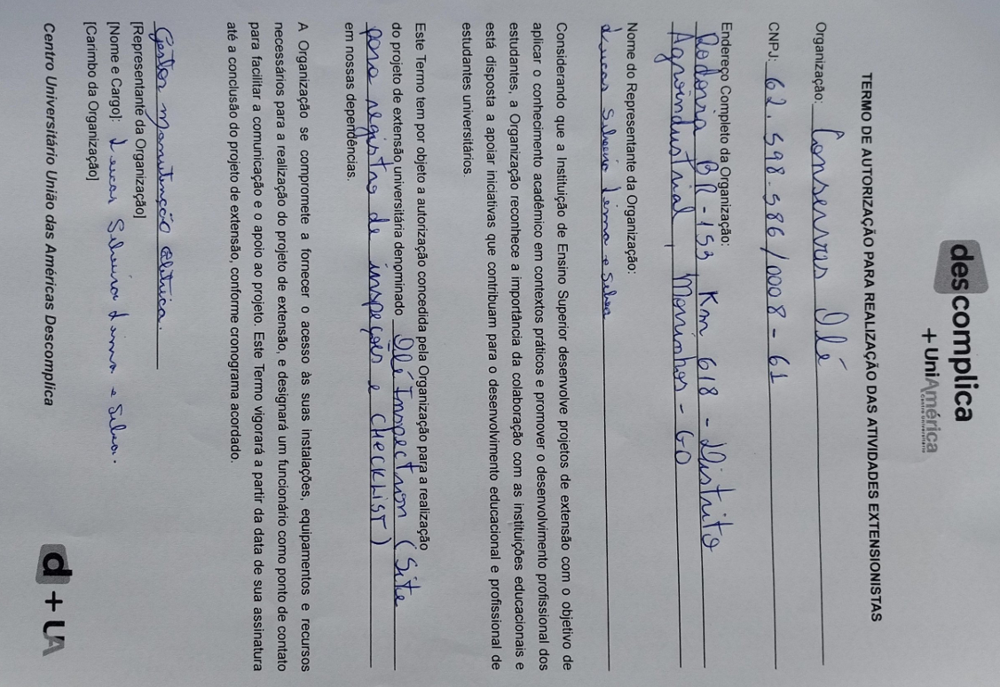 descomplica
+ UniAmérica
Centro Universitário
TERMO DE AUTORIZAÇÃO PARA REALIZAÇÃO DAS ATIVIDADES EXTENSIONISTAS
Organização: Conservas Olé
CNPJ: 62.598.586/0008-61
Endereço Completo da Organização:
Rodovia BR-153 Km 618 - Distrito
Agroindustrial, Morrinhos - GO
Nome do Representante da Organização:
Lucas Silveira Lima e Silva
Considerando que a Instituição de Ensino Superior desenvolve projetos de extensão com o objetivo de
aplicar o conhecimento acadêmico em contextos práticos e promover o desenvolvimento profissional dos
estudantes, a Organização reconhece a importância da colaboração com as instituições educacionais e
está disposta a apoiar iniciativas que contribuam para o desenvolvimento educacional e profissional de
estudantes universitários.
Este Termo tem por objeto a autorização concedida pela Organização para a realização
do projeto de extensão universitária denominado Olé Inspection (Site
para registro de inspeções e checklist)
em nossas dependências.
A Organização se compromete a fornecer o acesso às suas instalações, equipamentos e recursos
necessários para a realização do projeto de extensão, e designará um funcionário como ponto de contato
para facilitar a comunicação e o apoio ao projeto. Este Termo vigorará a partir da data de sua assinatura
até a conclusão do projeto de extensão, conforme cronograma acordado.
Gestor manutenção elétrica.
[Representante da Organização]
[Nome e Cargo]: Lucas Silveira Lima e Silva.
[Carimbo da Organização]
Centro Universitário União das Américas Descomplica
d + UA